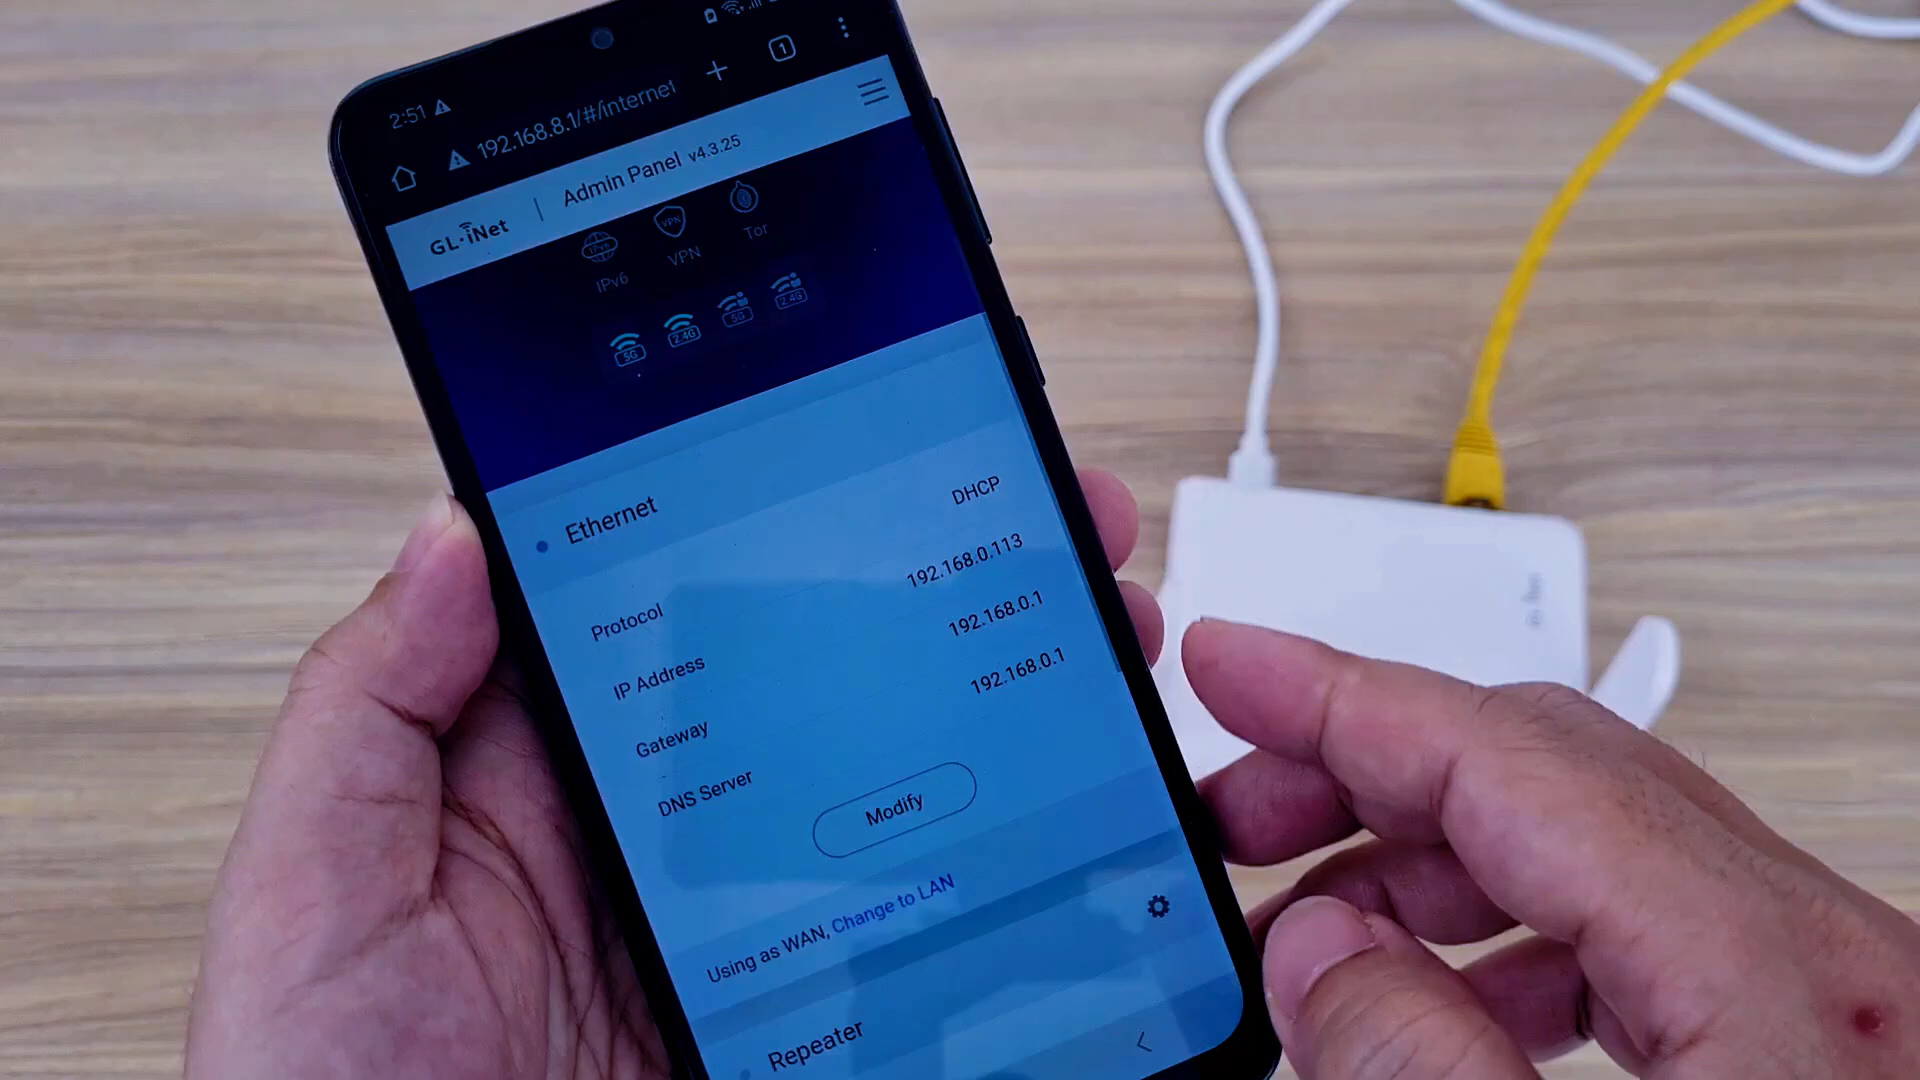 2:51
1
192.168.8.1/#/internet
GL·iNet | Admin Panel v4.3.25
IPv6
IPv6
VPN
VPN
Tor
5G
2.4G
5G
2.4G
Ethernet
Protocol DHCP
IP Address 192.168.0.113
Gateway 192.168.0.1
DNS Server 192.168.0.1
Modify
Using as WAN, Change to LAN
Repeater